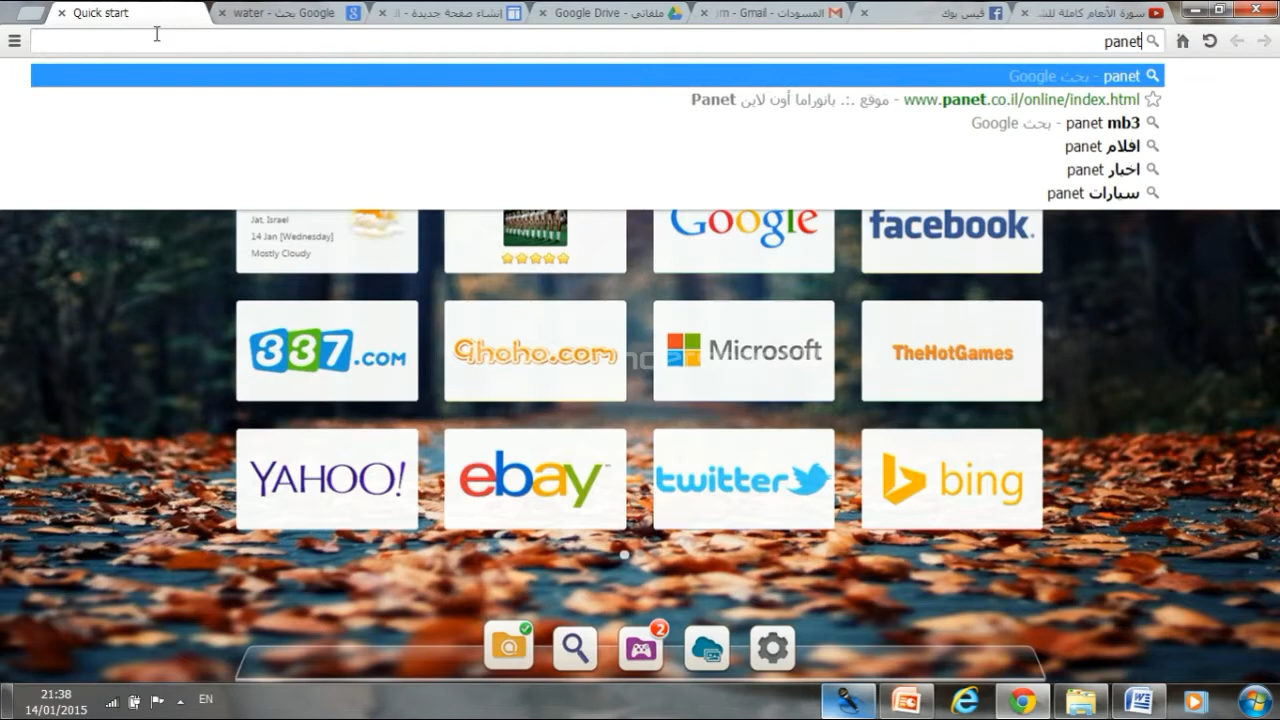 Quick start
water - بحث Google
إنشاء صفحة جديدة - ال
ملفاتي - Google Drive
المسودات - Gmail - om
فيس بوك
سورة الأنعام كاملة للش
panet
panet - بحث Google
www.panet.co.il/online/index.html - موقع .:. بانوراما أون لاين Panet
panet mb3 - بحث Google
افلام panet
اخبار panet
سيارات panet
Jat, Israel
14 Jan [Wednesday]
Mostly Cloudy
Google
facebook.
337.COM
Ghoho.com
Microsoft
TheHotGames
YAHOO!
ebay
twitter
bing
2
21:38
14/01/2015
EN